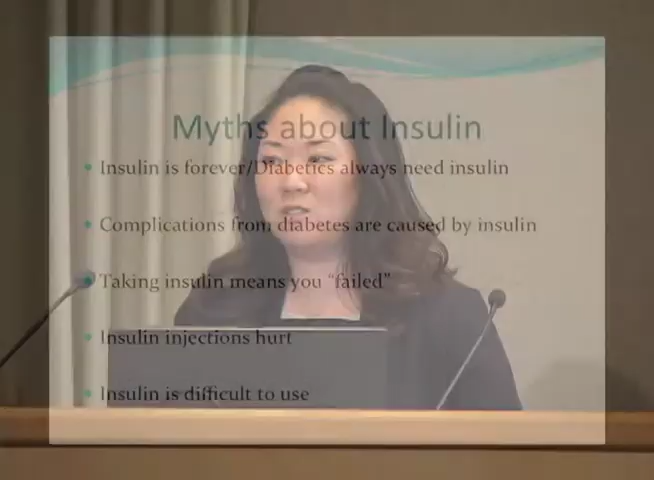 Myths about Insulin
Insulin is forever/Diabetics always need insulin
Complications from diabetes are caused by insulin
Taking insulin means you “failed”
Insulin injections hurt
Insulin is difficult to use